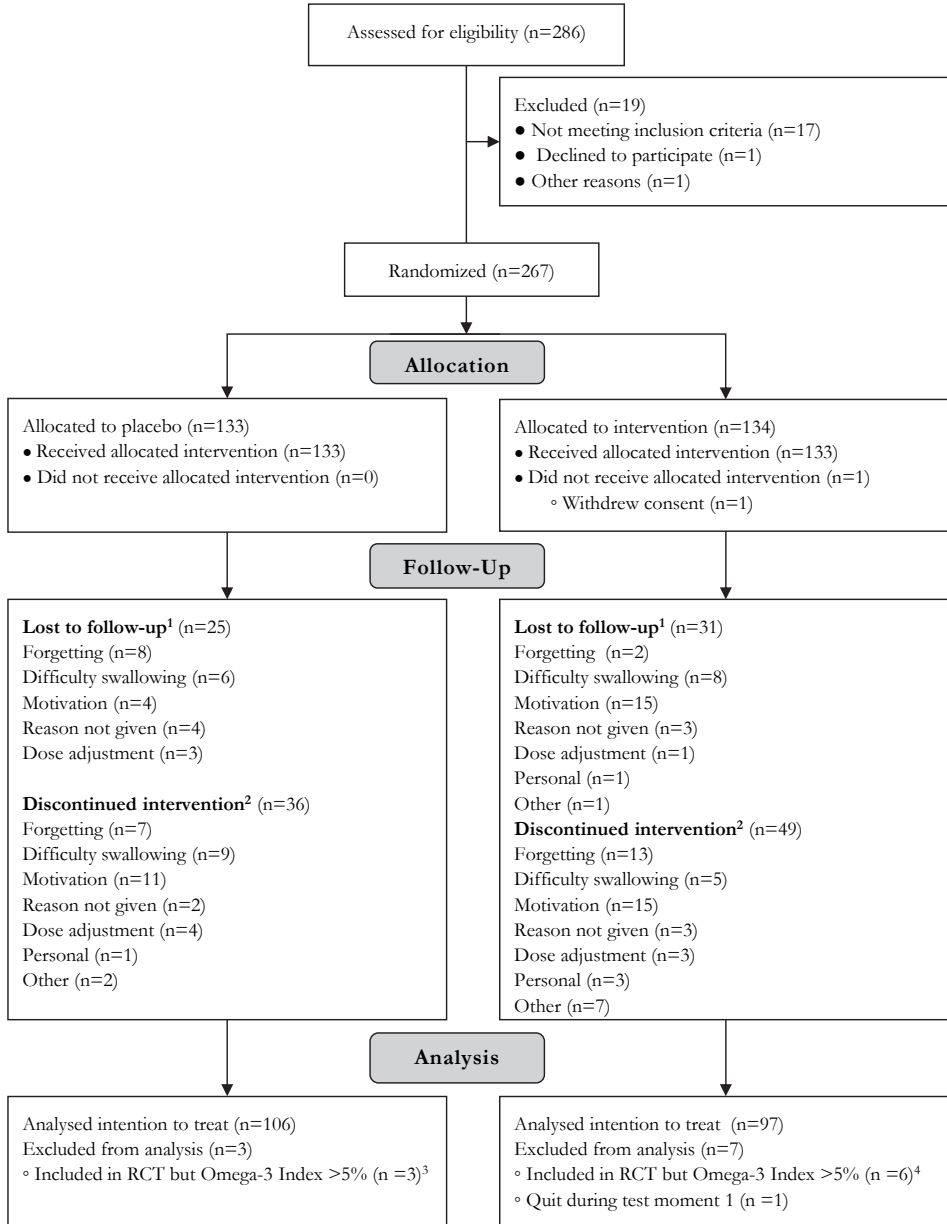 Assessed for eligibility (n=286)
Excluded (n=19)
● Not meeting inclusion criteria (n=17)
● Declined to participate (n=1)
● Other reasons (n=1)
Randomized (n=267)
Allocation
Allocated to placebo (n=133)
• Received allocated intervention (n=133)
• Did not receive allocated intervention (n=0)
Allocated to intervention (n=134)
• Received allocated intervention (n=133)
• Did not receive allocated intervention (n=1)
◦ Withdrew consent (n=1)
Follow-Up
Lost to follow-up¹ (n=25)
Forgetting (n=8)
Difficulty swallowing (n=6)
Motivation (n=4)
Reason not given (n=4)
Dose adjustment (n=3)
Discontinued intervention² (n=36)
Forgetting (n=7)
Difficulty swallowing (n=9)
Motivation (n=11)
Reason not given (n=2)
Dose adjustment (n=4)
Personal (n=1)
Other (n=2)
Lost to follow-up¹ (n=31)
Forgetting (n=2)
Difficulty swallowing (n=8)
Motivation (n=15)
Reason not given (n=3)
Dose adjustment (n=1)
Personal (n=1)
Other (n=1)
Discontinued intervention² (n=49)
Forgetting (n=13)
Difficulty swallowing (n=5)
Motivation (n=15)
Reason not given (n=3)
Dose adjustment (n=3)
Personal (n=3)
Other (n=7)
Analysis
Analysed intention to treat (n=106)
Excluded from analysis (n=3)
◦ Included in RCT but Omega-3 Index >5% (n =3)³
Analysed intention to treat (n=97)
Excluded from analysis (n=7)
◦ Included in RCT but Omega-3 Index >5% (n =6)⁴
◦ Quit during test moment 1 (n =1)